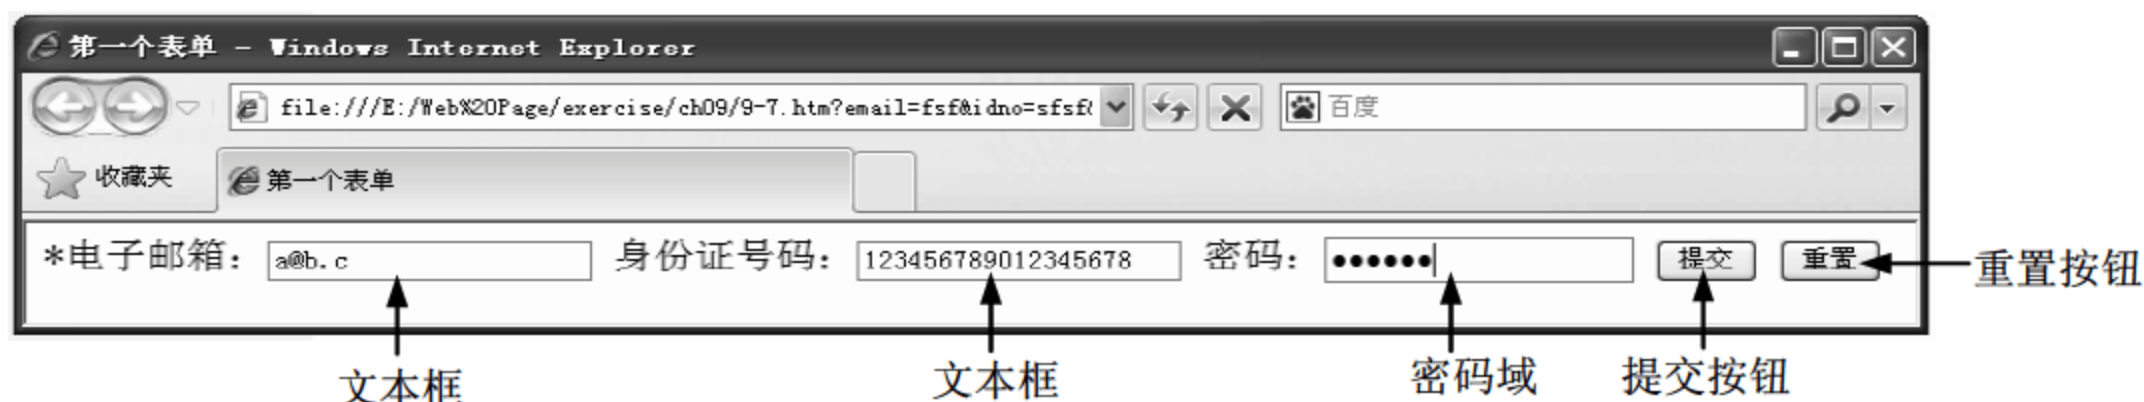 第一个表单 - Windows Internet Explorer
file:///E:/Web%20Page/exercise/ch09/9-7.htm?email=fsf&idno=sfsf& 百度
收藏夹 第一个表单
*电子邮箱: a@b.c 身份证号码: 123456789012345678 密码: ●●●●●● 提交 重置 重置按钮
文本框 文本框 密码域 提交按钮